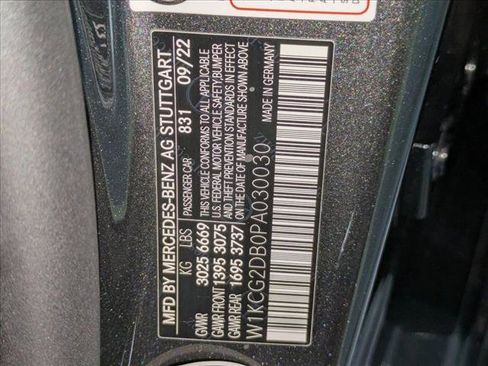 MFD BY MERCEDES-BENZ AG STUTTGART
PASSENGER CAR 831 09/22
KG LBS
GVWR 3025 6669
GAWR FRONT 1395 3075
GAWR REAR 1695 3737
THIS VEHICLE CONFORMS TO ALL APPLICABLE
U.S. FEDERAL MOTOR VEHICLE SAFETY/BUMPER
AND THEFT PREVENTION STANDARDS IN EFFECT
ON THE DATE OF MANUFACTURE SHOWN ABOVE
W1KCG2DB0PA030030
MADE IN GERMANY